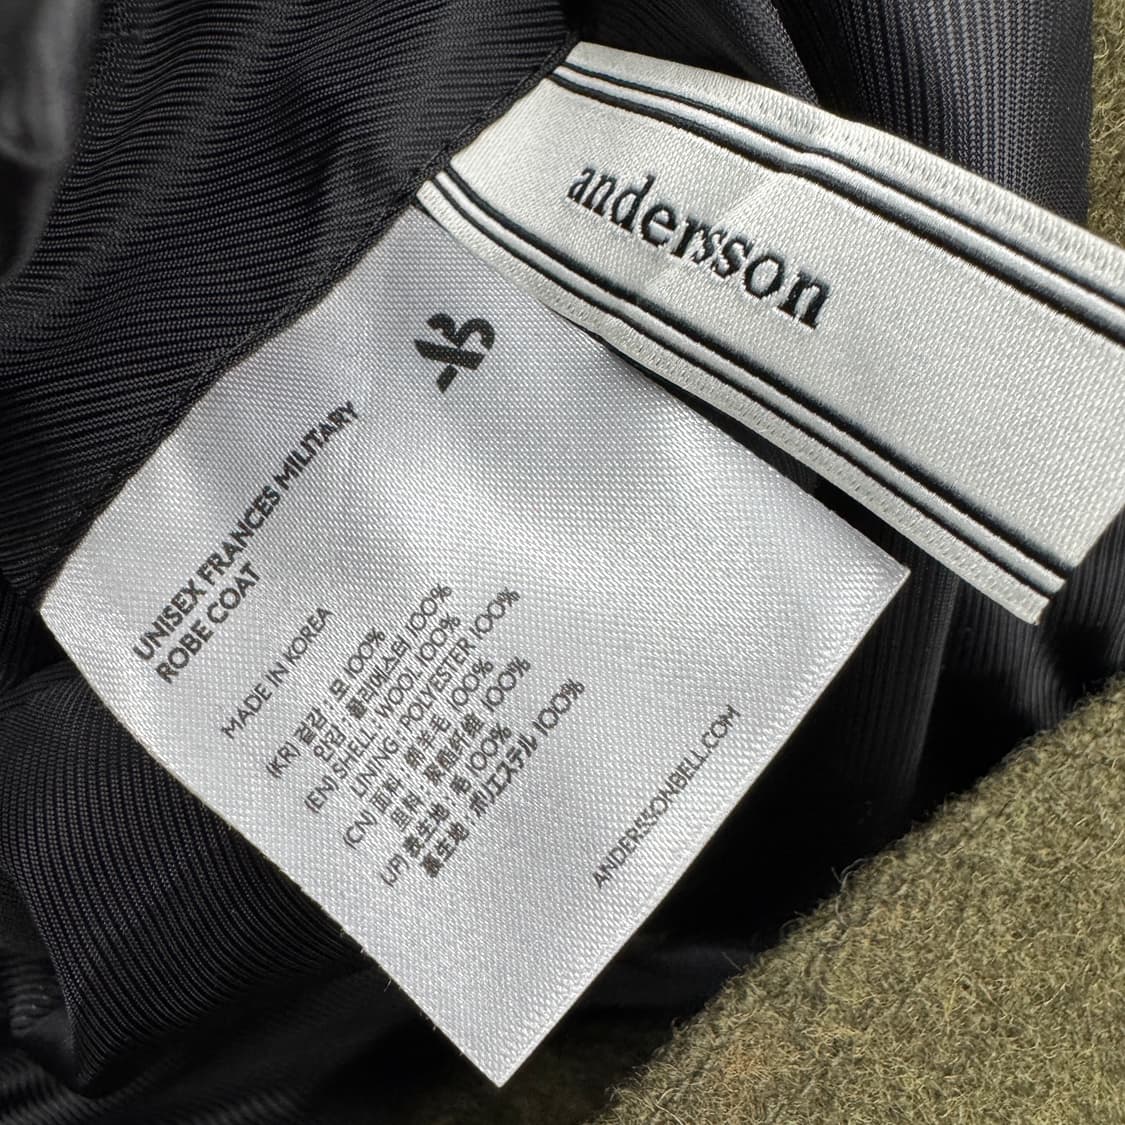 andersson
UNISEX FRANCES MILITARY
ROBE COAT
MADE IN KOREA
(KR) 겉감 : 모 100%
안감 : 폴리에스터 100%
(EN) SHELL : WOOL 100%
LINING : POLYESTER 100%
(CN) 面料 : 绵羊毛 100%
里料 : 聚酯纤维 100%
(JP) 表生地 : 毛 100%
裏生地 : ポリエステル 100%
ANDERSSONBELL.COM